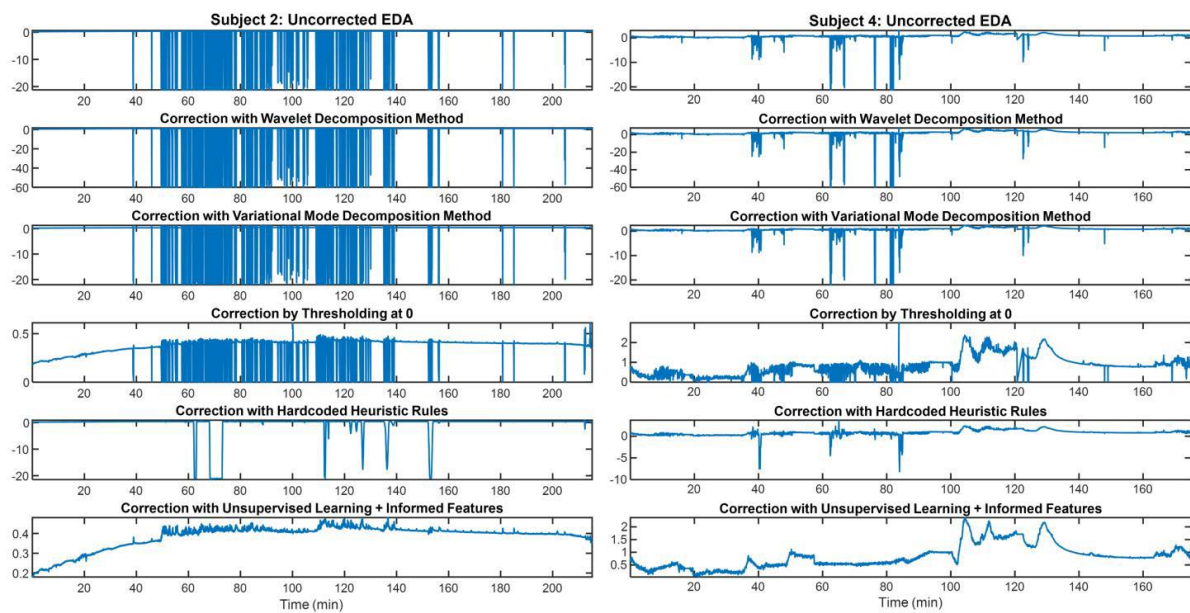 Subject 2: Uncorrected EDA
0
-10
-20
20 40 60 80 100 120 140 160 180 200
Correction with Wavelet Decomposition Method
0
-20
-40
-60
20 40 60 80 100 120 140 160 180 200
Correction with Variational Mode Decomposition Method
0
-10
-20
20 40 60 80 100 120 140 160 180 200
Correction by Thresholding at 0
0.5
0
20 40 60 80 100 120 140 160 180 200
Correction with Hardcoded Heuristic Rules
0
-10
-20
20 40 60 80 100 120 140 160 180 200
Correction with Unsupervised Learning + Informed Features
0.4
0.3
0.2
20 40 60 80 100 120 140 160 180 200
Time (min)
Subject 4: Uncorrected EDA
0
-10
-20
20 40 60 80 100 120 140 160
Correction with Wavelet Decomposition Method
0
-20
-40
-60
20 40 60 80 100 120 140 160
Correction with Variational Mode Decomposition Method
0
-10
-20
20 40 60 80 100 120 140 160
Correction by Thresholding at 0
2
1
0
20 40 60 80 100 120 140 160
Correction with Hardcoded Heuristic Rules
0
-5
-10
20 40 60 80 100 120 140 160
Correction with Unsupervised Learning + Informed Features
2
1.5
1
0.5
20 40 60 80 100 120 140 160
Time (min)